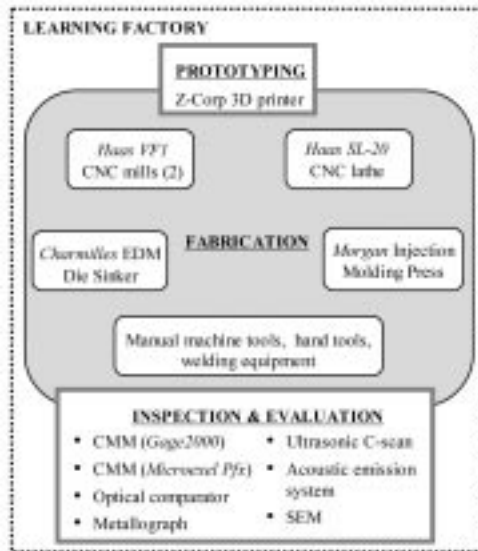 LEARNING FACTORY
PROTOTYPING
Z-Corp 3D printer
Haas VF1
CNC mills (2)
Haas SL-20
CNC lathe
Charmilles EDM
Die Sinker
FABRICATION
Morgan Injection
Molding Press
Manual machine tools, hand tools,
welding equipment
INSPECTION & EVALUATION
• CMM (Gage2000)
• CMM (Microxel Pfx)
• Optical comparator
• Metallograph
• Ultrasonic C-scan
• Acoustic emission
system
• SEM